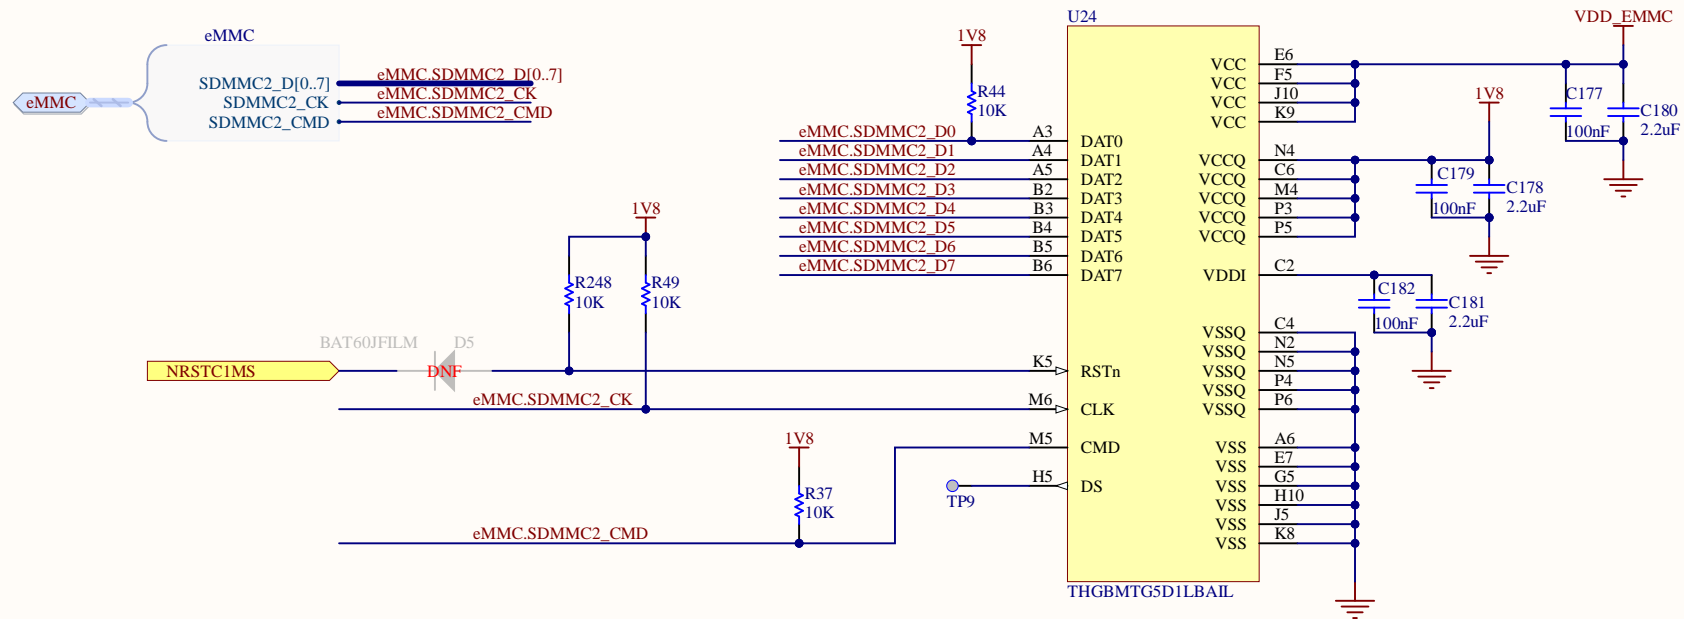 eMMC
eMMC
SDMMC2_D[0..7]
SDMMC2_CK
SDMMC2_CMD
eMMC.SDMMC2_D[0..7]
eMMC.SDMMC2_CK
eMMC.SDMMC2_CMD
1V8
R44
10K
eMMC.SDMMC2_D0
eMMC.SDMMC2_D1
eMMC.SDMMC2_D2
eMMC.SDMMC2_D3
eMMC.SDMMC2_D4
eMMC.SDMMC2_D5
eMMC.SDMMC2_D6
eMMC.SDMMC2_D7
1V8
R248
10K
R49
10K
BAT60JFILM
D5
NRSTC1MS
DNF
eMMC.SDMMC2_CK
1V8
R37
10K
eMMC.SDMMC2_CMD
TP9
U24
A3 DAT0
A4 DAT1
A5 DAT2
B2 DAT3
B3 DAT4
B4 DAT5
B5 DAT6
B6 DAT7
K5 RSTn
M6 CLK
M5 CMD
H5 DS
VCC E6
VCC F5
VCC J10
VCC K9
VCCQ N4
VCCQ C6
VCCQ M4
VCCQ P3
VCCQ P5
VDDI C2
VSSQ C4
VSSQ N2
VSSQ N5
VSSQ P4
VSSQ P6
VSS A6
VSS E7
VSS G5
VSS H10
VSS J5
VSS K8
THGBMTG5D1LBAIL
VDD_EMMC
C177
100nF
C180
2.2uF
1V8
C179
100nF
C178
2.2uF
C182
100nF
C181
2.2uF